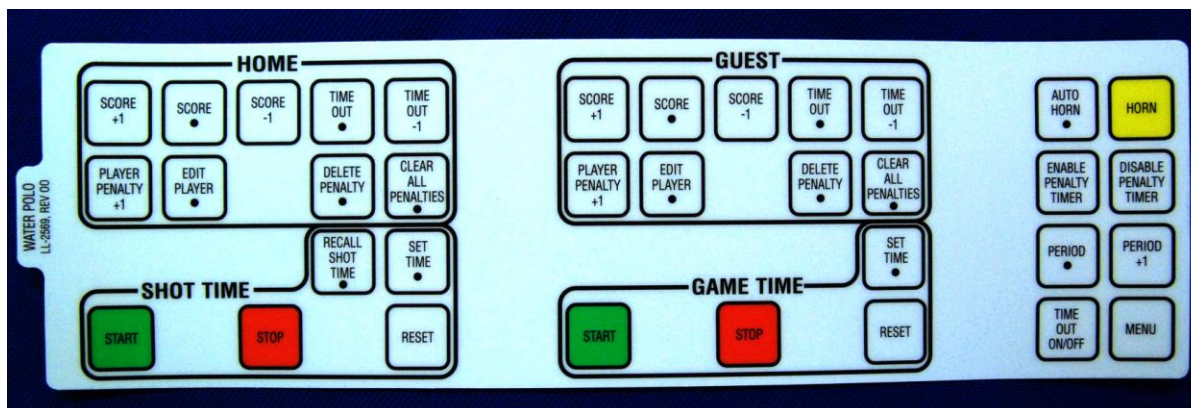 WATER POLO
LL-2569, REV 00
HOME
SCORE
+1
SCORE
SCORE
-1
TIME
OUT
TIME
OUT
-1
PLAYER
PENALTY
+1
EDIT
PLAYER
DELETE
PENALTY
CLEAR
ALL
PENALTIES
SHOT TIME
RECALL
SHOT
TIME
SET
TIME
START
STOP
RESET
GUEST
SCORE
+1
SCORE
SCORE
-1
TIME
OUT
TIME
OUT
-1
PLAYER
PENALTY
+1
EDIT
PLAYER
DELETE
PENALTY
CLEAR
ALL
PENALTIES
GAME TIME
SET
TIME
START
STOP
RESET
AUTO
HORN
HORN
ENABLE
PENALTY
TIMER
DISABLE
PENALTY
TIMER
PERIOD
PERIOD
+1
TIME
OUT
ON/OFF
MENU